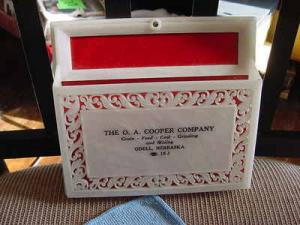 THE O. A. COOPER COMPANY
Grain - Feed - Coal - Grinding
and Mixing
ODELL, NEBRASKA